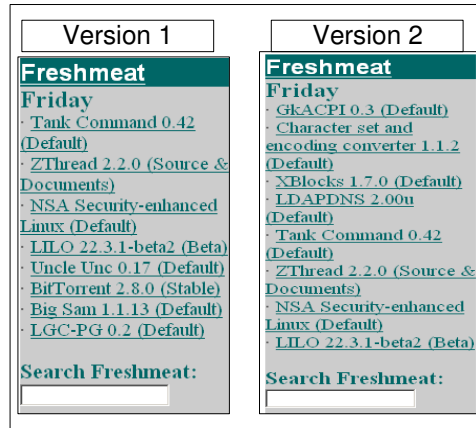 Version 1
Freshmeat
Friday
· Tank Command 0.42
(Default)
· ZThread 2.2.0 (Source &
Documents)
· NSA Security-enhanced
Linux (Default)
· LILO 22.3.1-beta2 (Beta)
· Uncle Unc 0.17 (Default)
· BitTorrent 2.8.0 (Stable)
· Big Sam 1.1.13 (Default)
· LGC-PG 0.2 (Default)
Search Freshmeat:
Version 2
Freshmeat
Friday
· GkACPI 0.3 (Default)
· Character set and
encoding converter 1.1.2
(Default)
· XBlocks 1.7.0 (Default)
· LDAPDNS 2.00u
(Default)
· Tank Command 0.42
(Default)
· ZThread 2.2.0 (Source &
Documents)
· NSA Security-enhanced
Linux (Default)
· LILO 22.3.1-beta2 (Beta)
Search Freshmeat: